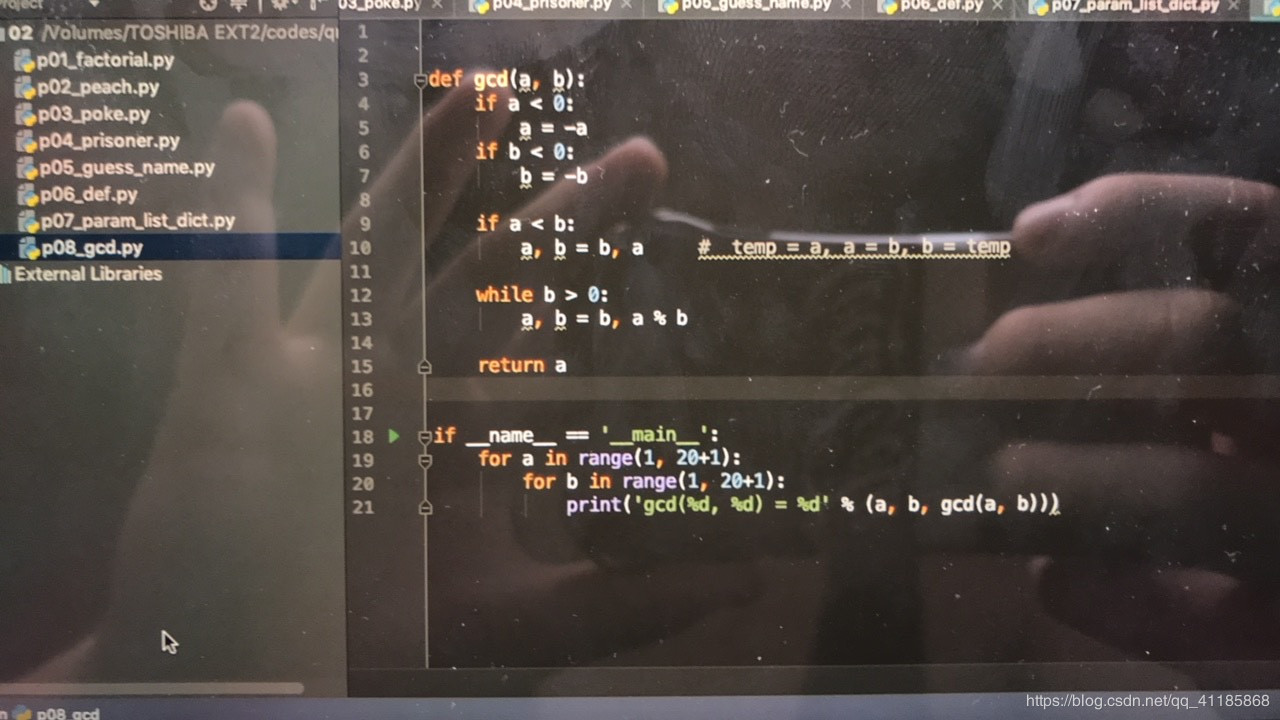 03_poke.py
p04_prisoner.py
p05_guess_name.py
p06_def.py
p07_param_list_dict.py
02 /Volumes/TOSHIBA EXT2/codes/
p01_factorial.py
p02_peach.py
p03_poke.py
p04_prisoner.py
p05_guess_name.py
p06_def.py
p07_param_list_dict.py
p08_gcd.py
External Libraries
1
2
3 def gcd(a, b):
4     if a < 0:
5         a = -a
6     if b < 0:
7         b = -b
8
9     if a < b:
10         a, b = b, a     #  temp = a, a = b, b = temp
11
12     while b > 0:
13         a, b = b, a % b
14
15     return a
16
17
18 if __name__ == '__main__':
19     for a in range(1, 20+1):
20         for b in range(1, 20+1):
21             print('gcd(%d, %d) = %d' % (a, b, gcd(a, b)))
p08_gcd
https://blog.csdn.net/qq_41185868